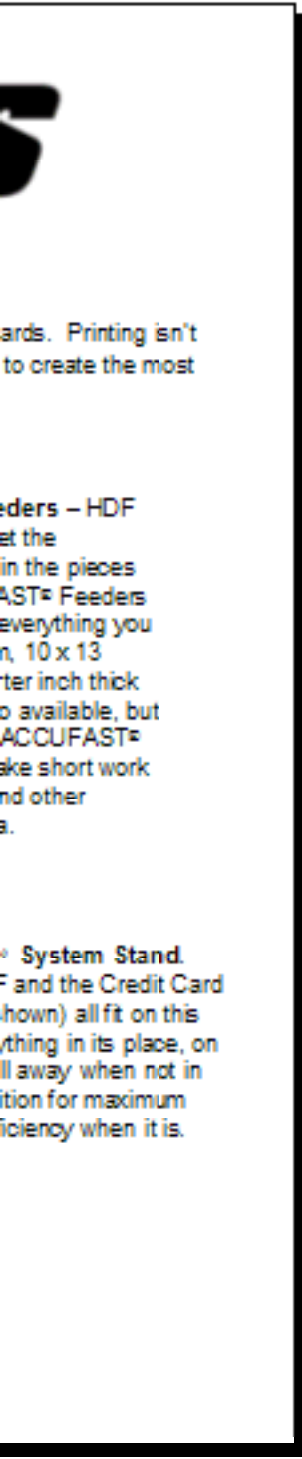 S
ards. Printing isn't
to create the most
eders – HDF
et the
in the pieces
AST® Feeders
everything you
n, 10 x 13
rter inch thick
o available, but
ACCUFAST®
ake short work
nd other
a.
® System Stand.
F and the Credit Card
hown) all fit on this
ything in its place, on
ll away when not in
ition for maximum
ficiency when it is.